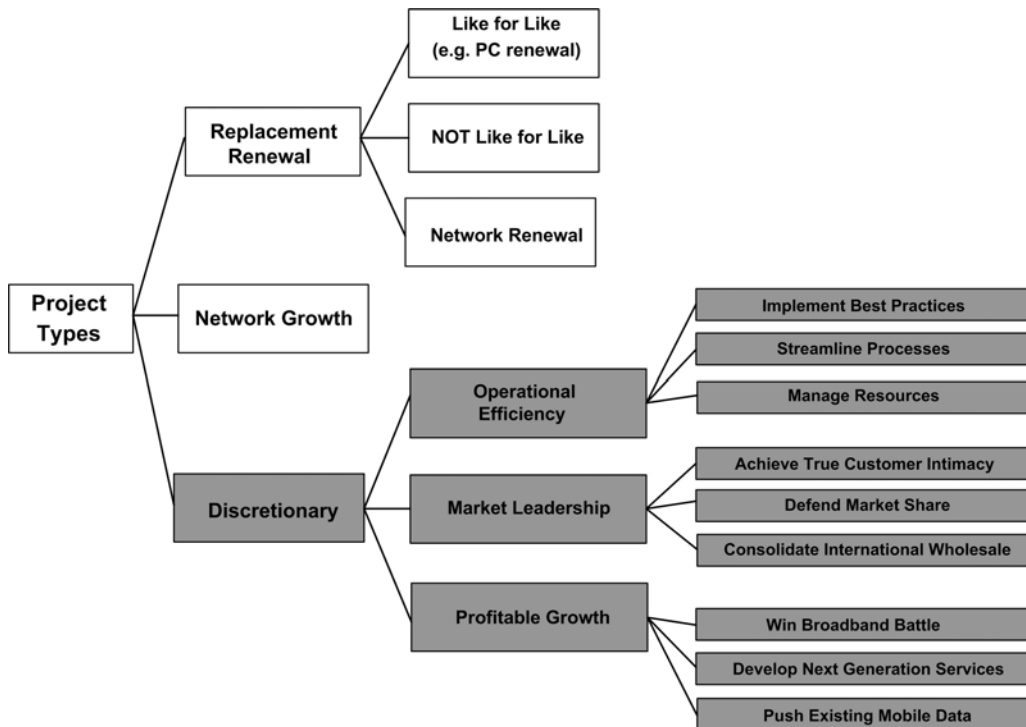 Like for Like
(e.g. PC renewal)
Replacement
Renewal
NOT Like for Like
Network Renewal
Project
Types
Network Growth
Implement Best Practices
Streamline Processes
Operational
Efficiency
Manage Resources
Achieve True Customer Intimacy
Discretionary
Market Leadership
Defend Market Share
Consolidate International Wholesale
Profitable Growth
Win Broadband Battle
Develop Next Generation Services
Push Existing Mobile Data